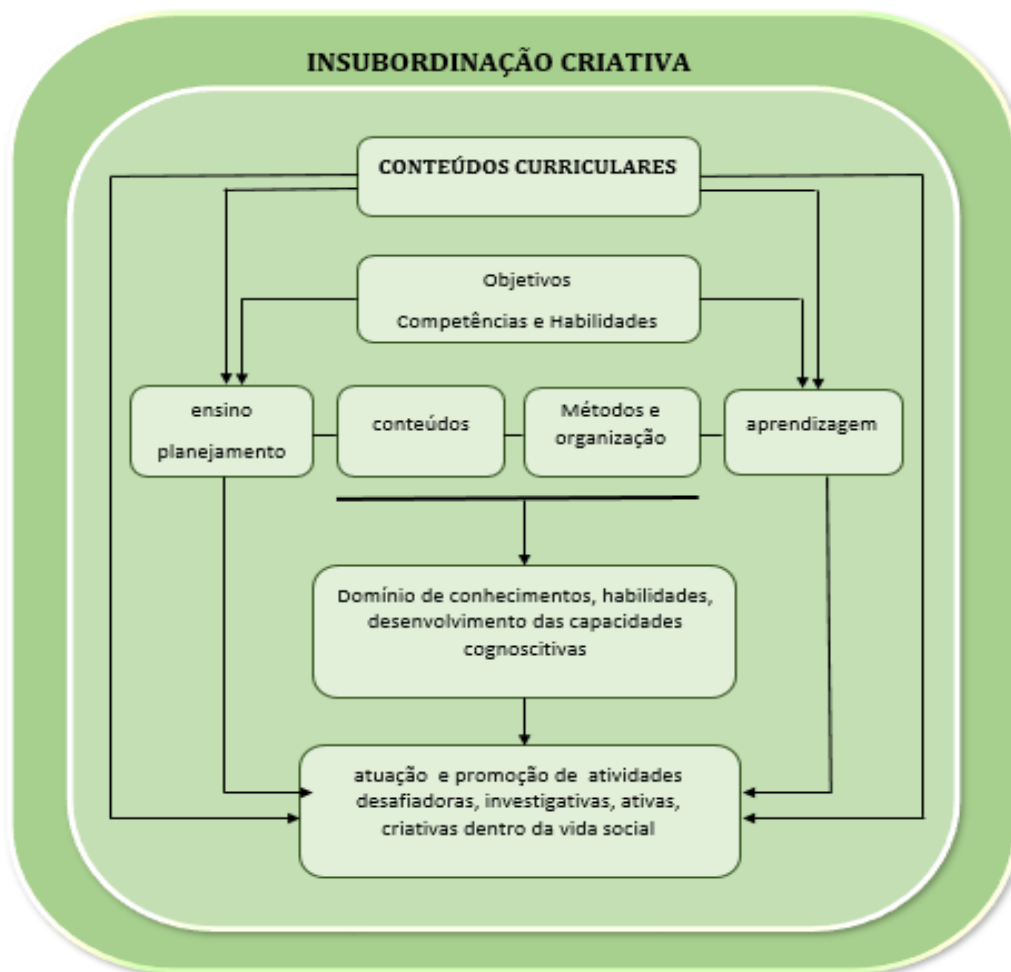 INSUBORDINAÇÃO CRIATIVA
CONTEÚDOS CURRICULARES
Objetivos
Competências e Habilidades
ensino
planejamento
conteúdos
Métodos e
organização
aprendizagem
Domínio de conhecimentos, habilidades,
desenvolvimento das capacidades
cognoscitivas
atuação e promoção de atividades
desafiadoras, investigativas, ativas,
criativas dentro da vida social